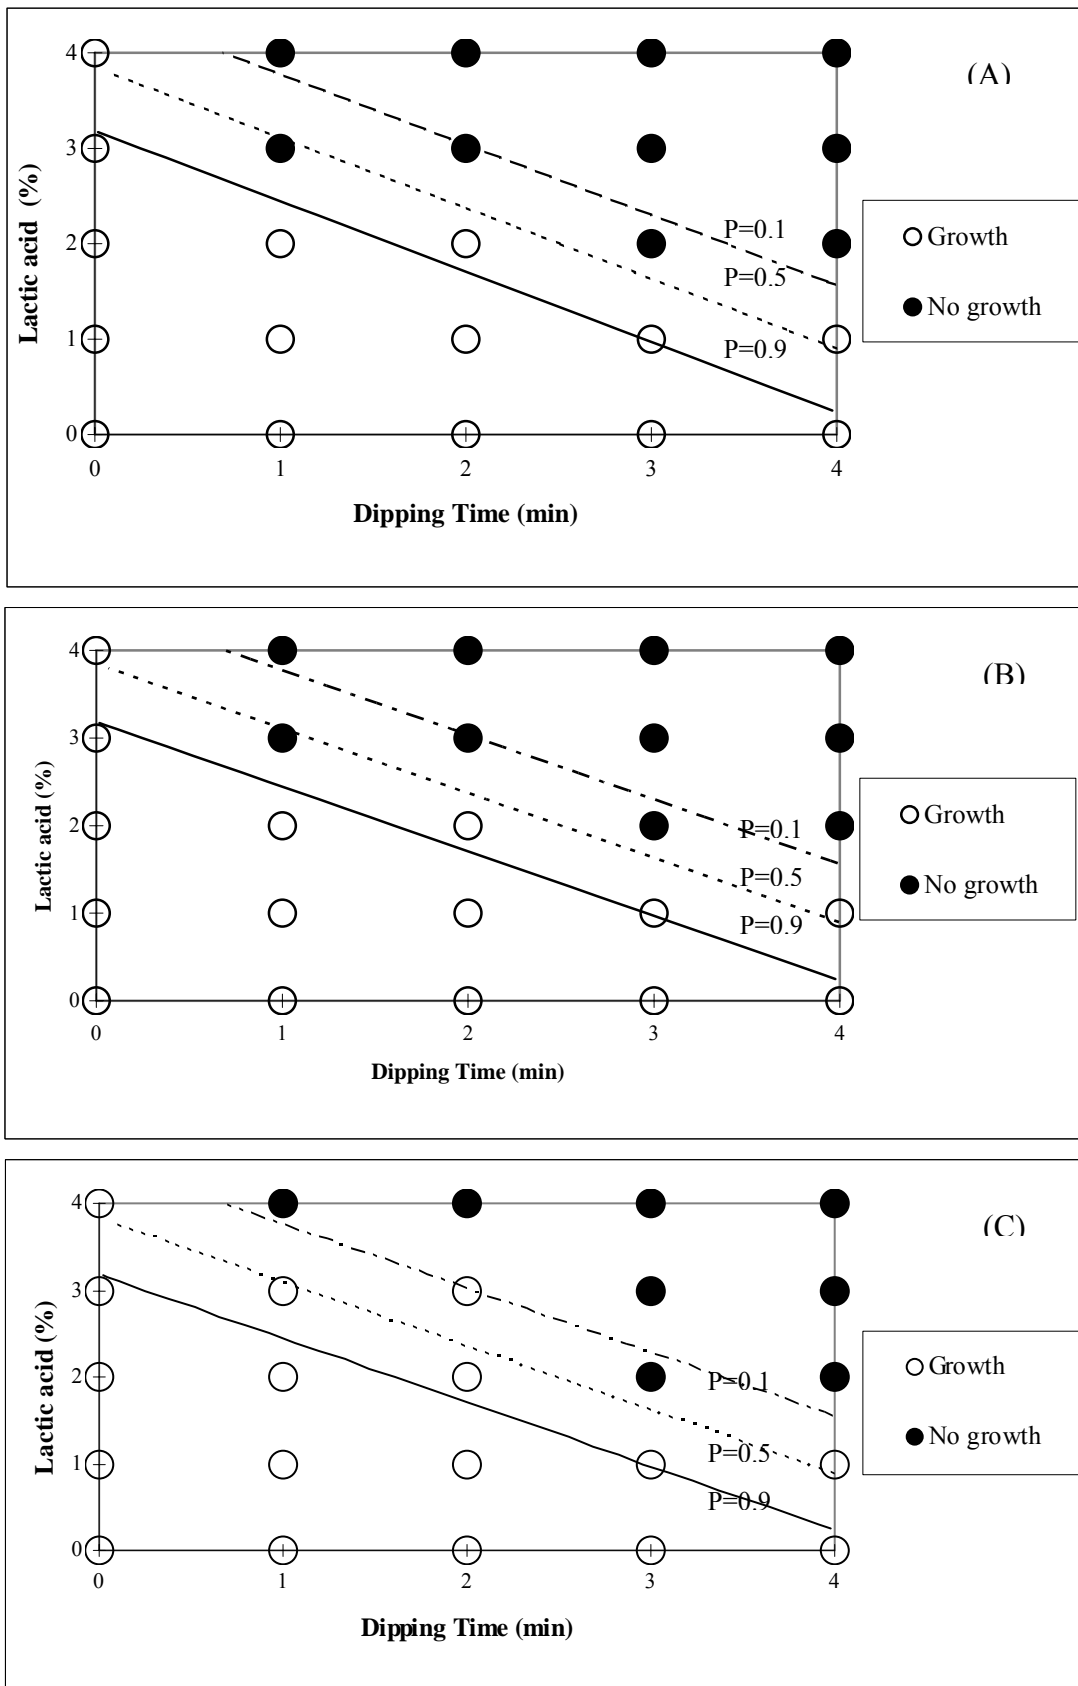 (A)
4
3
2
1
0
Lactic acid (%)
P=0.1
P=0.5
P=0.9
Growth
No growth
0 1 2 3 4
Dipping Time (min)
(B)
4
3
2
1
0
Lactic acid (%)
P=0.1
P=0.5
P=0.9
Growth
No growth
0 1 2 3 4
Dipping Time (min)
(C)
4
3
2
1
0
Lactic acid (%)
P=0.1
P=0.5
P=0.9
Growth
No growth
0 1 2 3 4
Dipping Time (min)